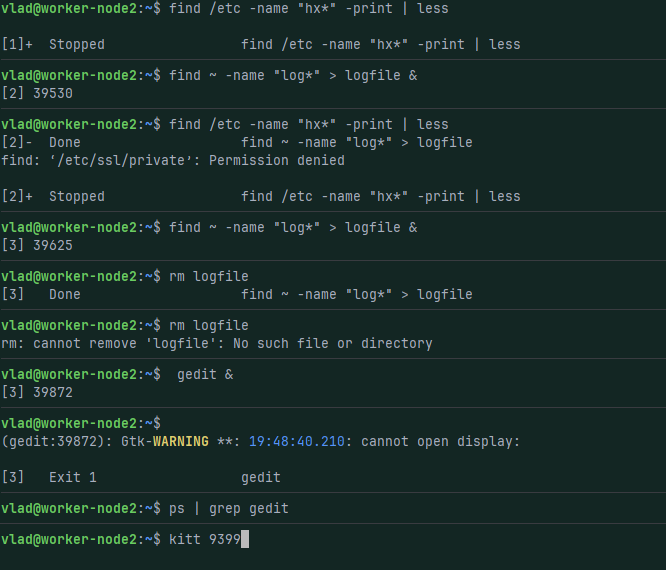 vlad@worker-node2:~$ find /etc -name "hx*" -print | less
[1]+  Stopped                 find /etc -name "hx*" -print | less
vlad@worker-node2:~$ find ~ -name "log*" > logfile &
[2] 39530
vlad@worker-node2:~$ find /etc -name "hx*" -print | less
[2]-  Done                    find ~ -name "log*" > logfile
find: ‘/etc/ssl/private’: Permission denied
[2]+  Stopped                 find /etc -name "hx*" -print | less
vlad@worker-node2:~$ find ~ -name "log*" > logfile &
[3] 39625
vlad@worker-node2:~$ rm logfile
[3]   Done                    find ~ -name "log*" > logfile
vlad@worker-node2:~$ rm logfile
rm: cannot remove 'logfile': No such file or directory
vlad@worker-node2:~$  gedit &
[3] 39872
vlad@worker-node2:~$
(gedit:39872): Gtk-WARNING **: 19:48:40.210: cannot open display:
[3]   Exit 1                  gedit
vlad@worker-node2:~$ ps | grep gedit
vlad@worker-node2:~$ kitt 9399